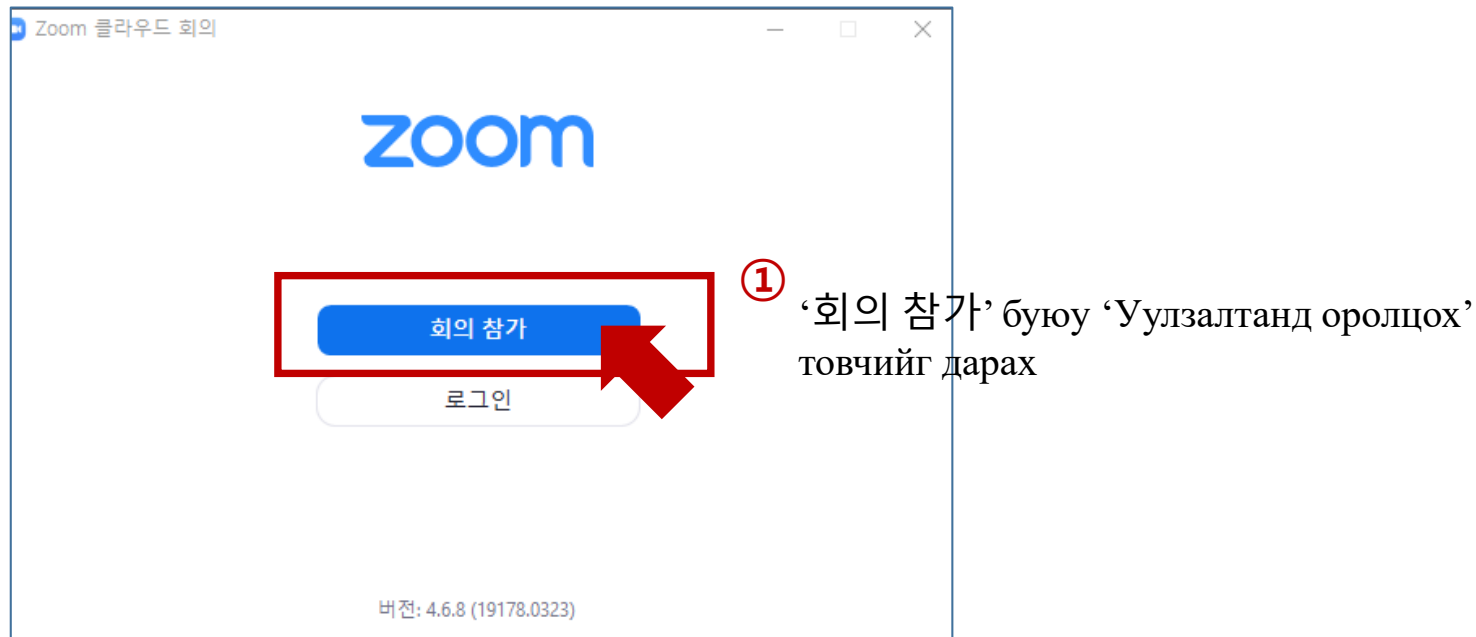 Zoom 클라우드 회의
zoom
회의 참가
로그인
버전: 4.6.8 (19178.0323)
①
‘회의 참가’ буюу ‘Уулзалтанд оролцох’
товчийг дарах